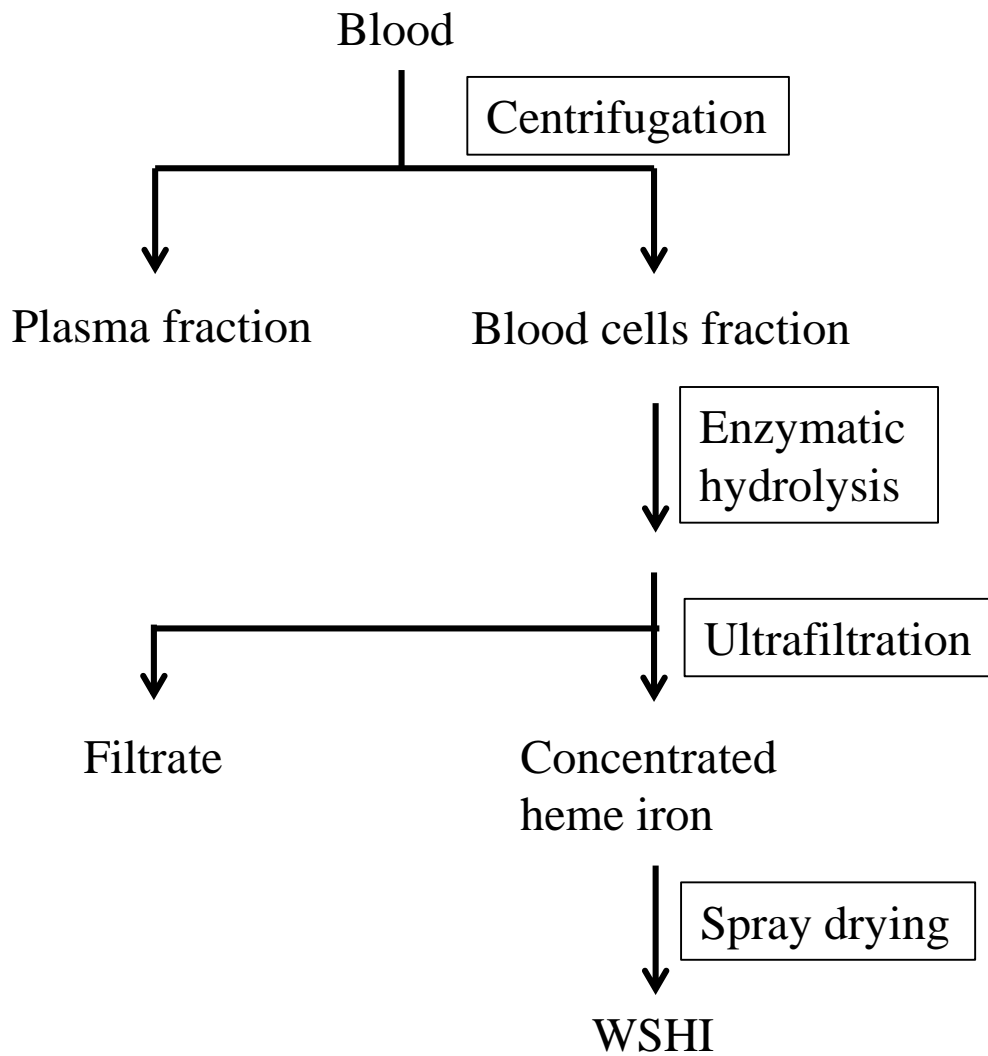 Blood
Centrifugation
Plasma fraction
Blood cells fraction
Enzymatic
hydrolysis
Ultrafiltration
Filtrate
Concentrated
heme iron
Spray drying
WSHI